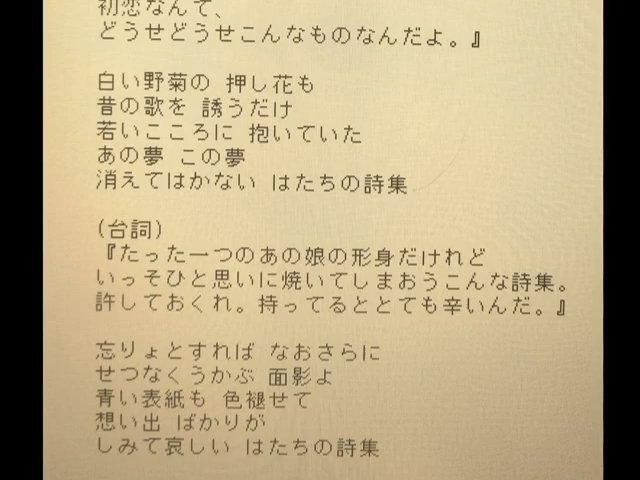 初恋なんて、
どうせどうせこんなものなんだよ。』
白い野菊の 押し花も
昔の歌を 誘うだけ
若いこころに 抱いていた
あの夢 この夢
消えてはかない はたちの詩集
(台詞)
『たった一つのあの娘の形身だけれど
いっそひと思いに焼いてしまおうこんな詩集。
許しておくれ。持ってるととても辛いんだ。』
忘りょとすれば なおさらに
せつなくうかぶ 面影よ
青い表紙も 色褪せて
想い出 ばかりが
しみて哀しい はたちの詩集